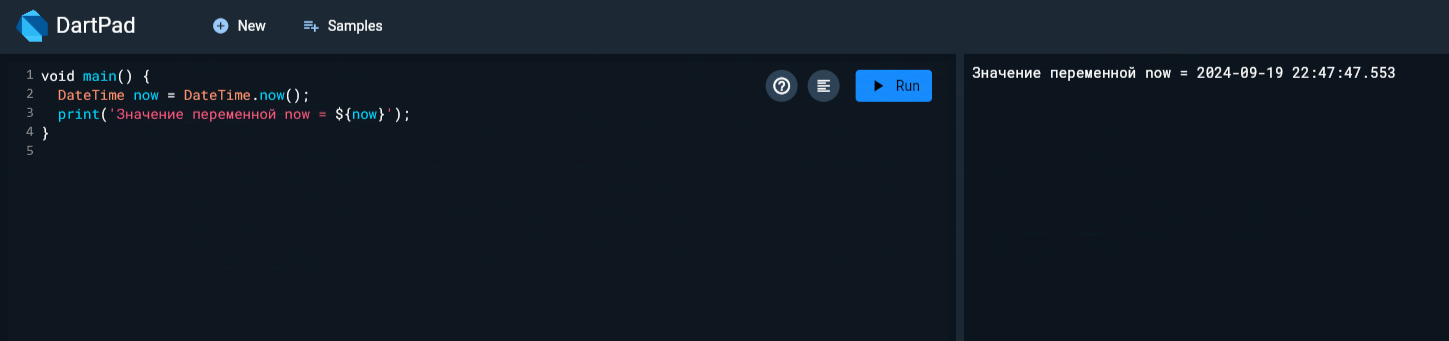 DartPad New Samples
1 void main() {
2 DateTime now = DateTime.now();
3 print('Значение переменной now = ${now}');
4 }
5
Run
Значение переменной now = 2024-09-19 22:47:47.553